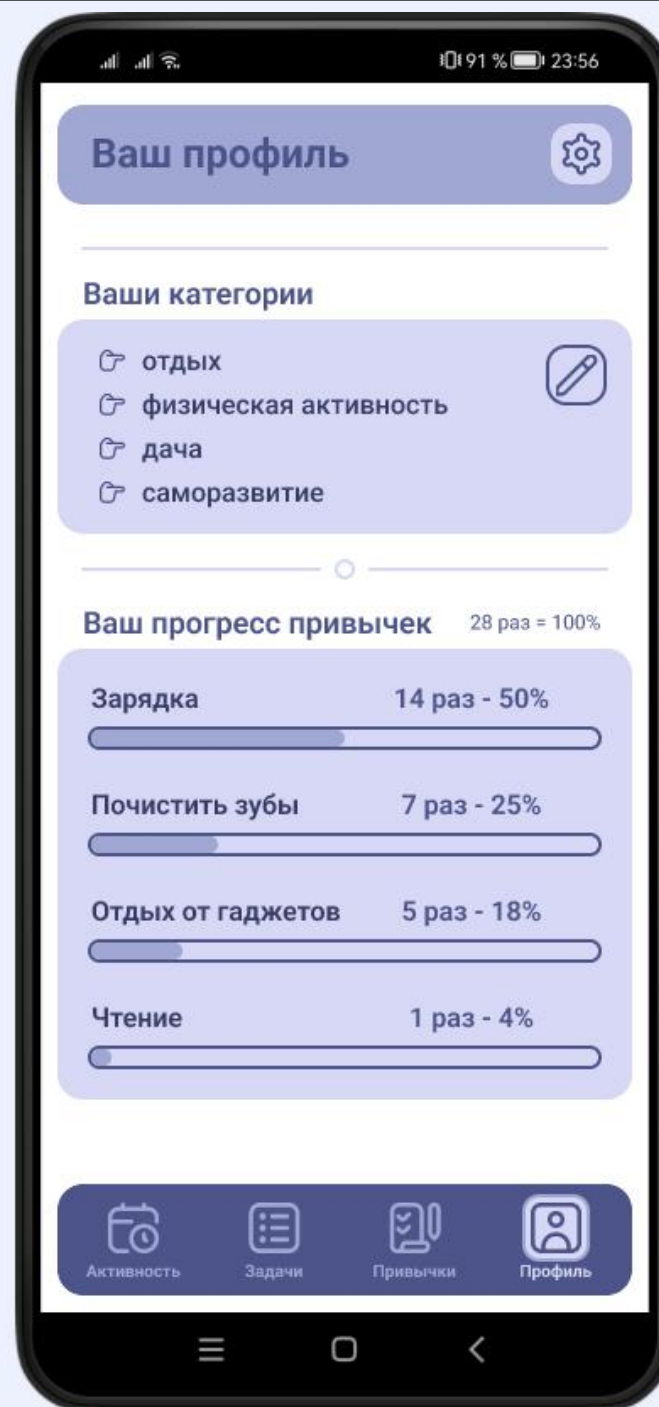 91 % 23:56
Ваш профиль
Ваши категории
отдых
физическая активность
дача
саморазвитие
Ваш прогресс привычек 28 раз = 100%
Зарядка 14 раз - 50%
Почистить зубы 7 раз - 25%
Отдых от гаджетов 5 раз - 18%
Чтение 1 раз - 4%
Активность Задачи Привычки Профиль